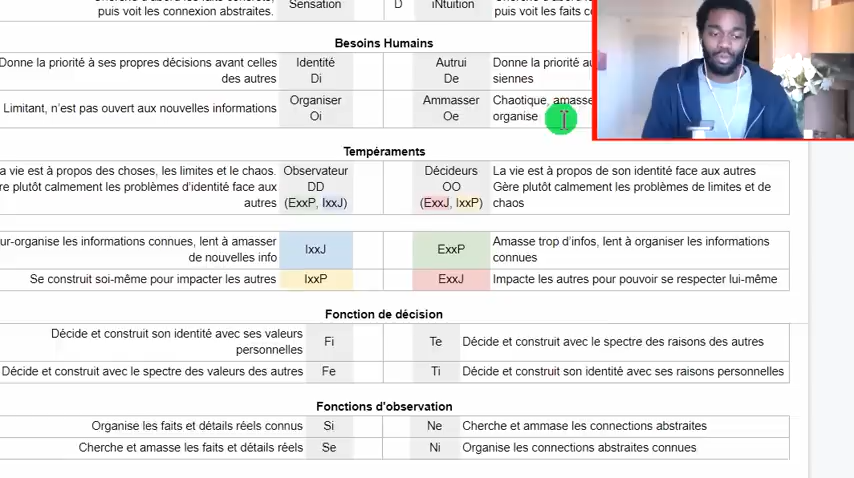 puis voit les connexion abstraites. Sensation D iNtuition puis voit les faits
Besoins Humains
Donne la priorité à ses propres décisions avant celles Identité Autrui Donne la priorité
des autres Di De siennes
Limitant, n'est pas ouvert aux nouvelles informations Organiser Ammasser Chaotique, amasse
Oi Oe organise
Tempéraments
a vie est à propos des choses, les limites et le chaos. Observateur Décideurs La vie est à propos de son identité face aux autres
re plutôt calmement les problèmes d'identité face aux DD OO Gère plutôt calmement les problèmes de limites et de
autres (ExxP, IxxJ) (ExxJ, IxxP) chaos
ur-organise les informations connues, lent à amasser IxxJ ExxP Amasse trop d'infos, lent à organiser les informations
de nouvelles info connues
Se construit soi-même pour impacter les autres IxxP ExxJ Impacte les autres pour pouvoir se respecter lui-même
Fonction de décision
Décide et construit son identité avec ses valeurs Fi Te Décide et construit avec le spectre des raisons des autres
personnelles
Décide et construit avec le spectre des valeurs des autres Fe Ti Décide et construit son identité avec ses raisons personnelles
Fonctions d'observation
Organise les faits et détails réels connus Si Ne Cherche et ammase les connections abstraites
Cherche et amasse les faits et détails réels Se Ni Organise les connections abstraites connues